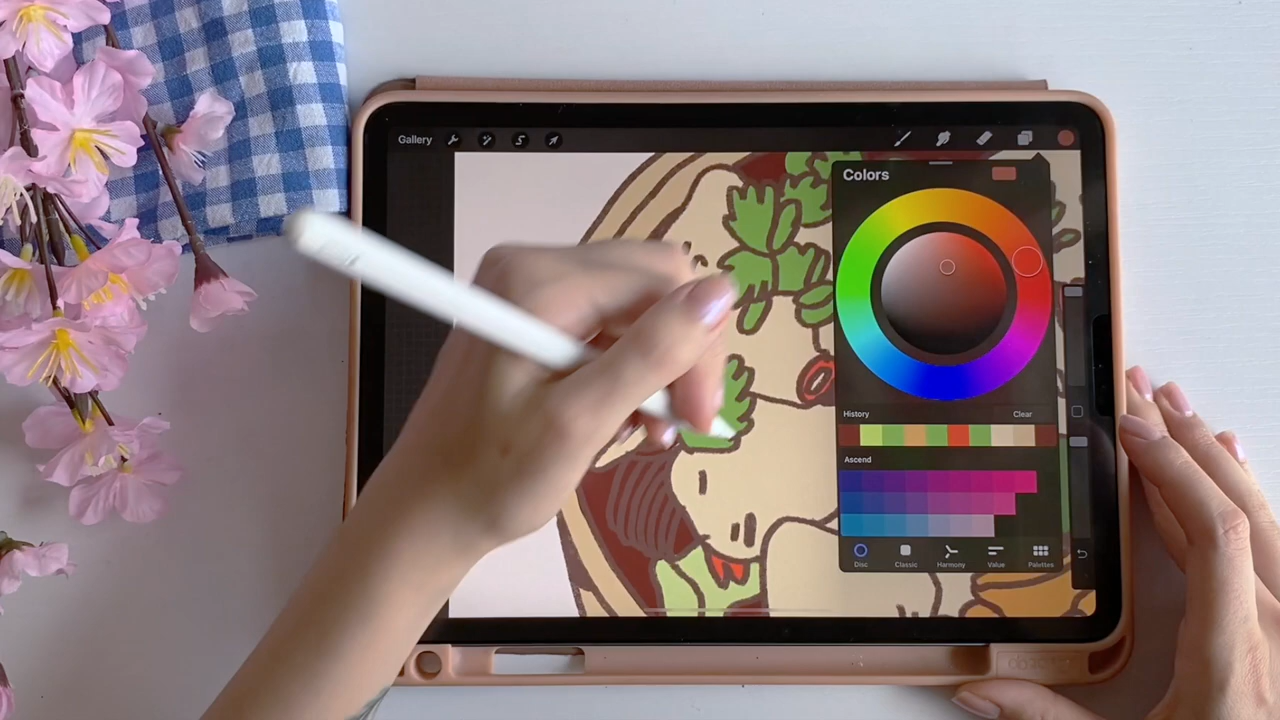 Gallery
Colors
History Clear
Ascend
Disc Classic Harmony Value Palettes